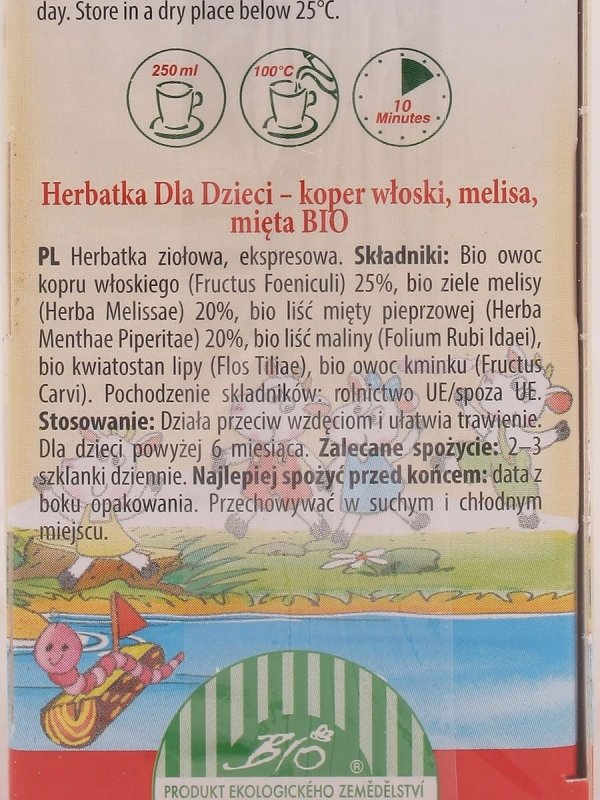 day. Store in a dry place below 25°C.
250 ml
100°C
10
Minutes
Herbatka Dla Dzieci – koper włoski, melisa,
mięta BIO
PL Herbatka ziołowa, ekspresowa. Składniki: Bio owoc
kopru włoskiego (Fructus Foeniculi) 25%, bio ziele melisy
(Herba Melissae) 20%, bio liść mięty pieprzowej (Herba
Menthae Piperitae) 20%, bio liść maliny (Folium Rubi Idaei),
bio kwiatostan lipy (Flos Tiliae), bio owoc kminku (Fructus
Carvi). Pochodzenie składników: rolnictwo UE/spoza UE.
Stosowanie: Działa przeciw wzdęciom i ułatwia trawienie.
Dla dzieci powyżej 6 miesiąca. Zalecane spożycie: 2–3
szklanki dziennie. Najlepiej spożyć przed końcem: data z
boku opakowania. Przechowywać w suchym i chłodnym
miejscu.
Bio
®
PRODUKT EKOLOGICKÉHO ZEMĚDĚLSTVÍ